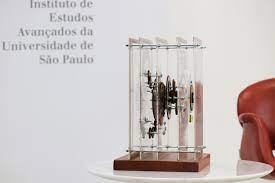 Instituto de
Estudos
Avançados da
Universidade de
São Paulo